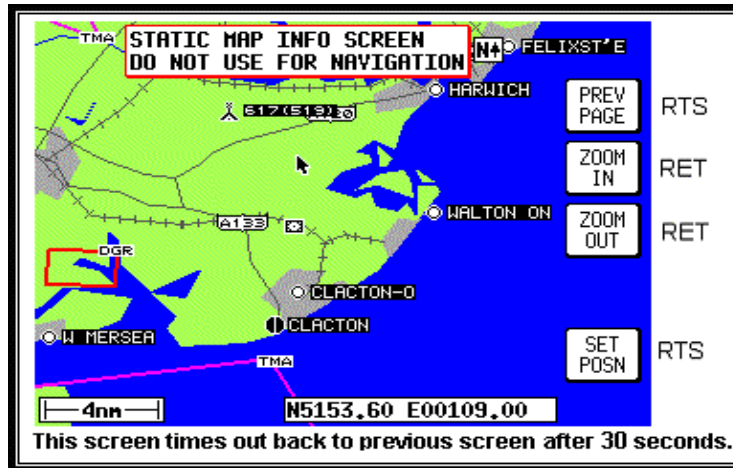 TMA
STATIC MAP INFO SCREEN
DO NOT USE FOR NAVIGATION
N
FELIXST'E
HARWICH
617(519)
PREV
PAGE
RTS
ZOOM
IN
RET
WALTON ON
ZOOM
OUT
RET
A133
DGR
CLACTON-O
CLACTON
W MERSEA
TMA
SET
POSN
RTS
4nm
N5153.60 E00109.00
This screen times out back to previous screen after 30 seconds.